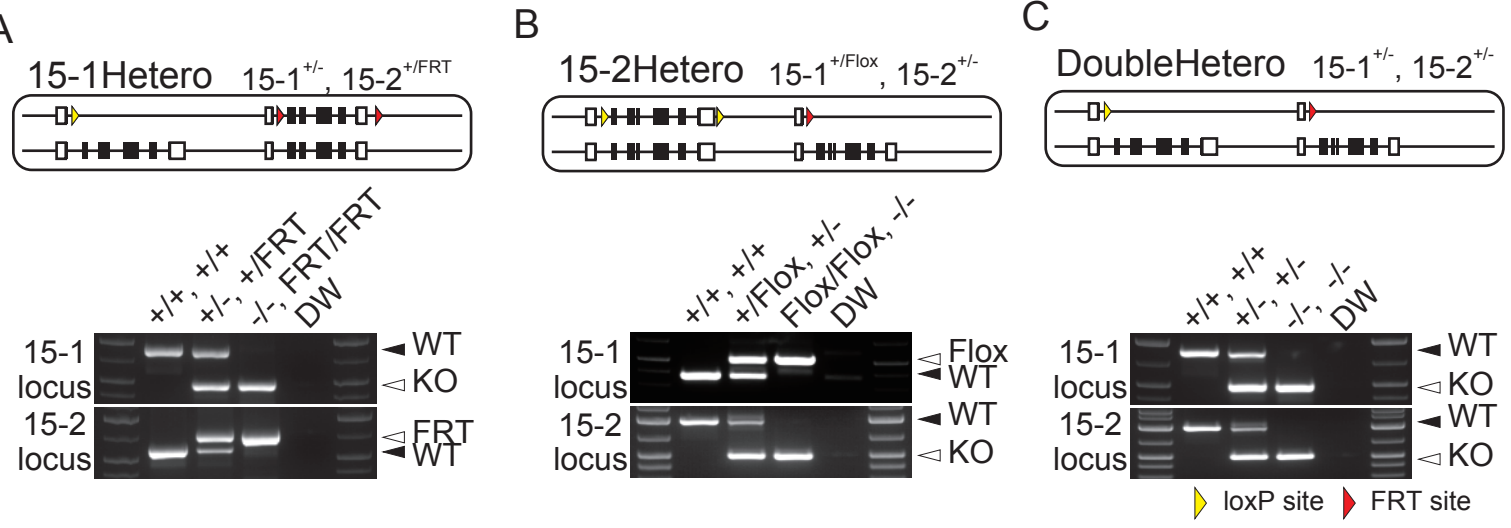 A
15-1Hetero 15-1+/-, 15-2+/FRT
+/+, +/+
+/-, +/FRT
-/-, FRT/FRT
DW
15-1
locus
WT
KO
15-2
locus
FRT
WT
B
15-2Hetero 15-1+/Flox, 15-2+/-
+/+, +/+
+/Flox, +/-
Flox/Flox, -/-
DW
15-1
locus
Flox
WT
15-2
locus
WT
KO
C
DoubleHetero 15-1+/-, 15-2+/-
+/+, +/+
+/-, +/-
-/-, -/-
DW
15-1
locus
WT
KO
15-2
locus
WT
KO
loxP site FRT site